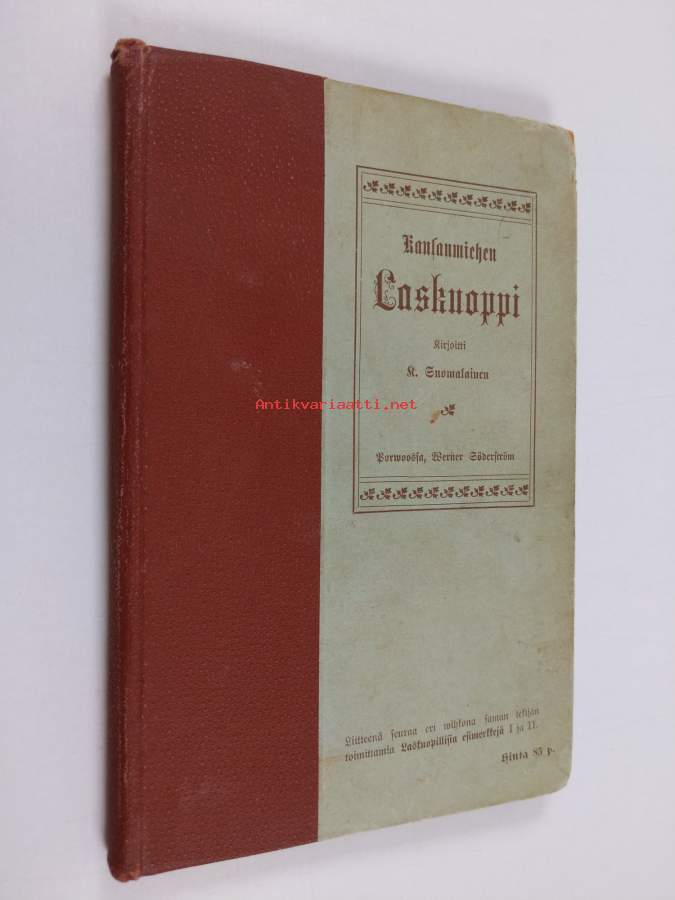 Kansanmiehen
Laskuoppi
Kirjoitti
K. Suomalainen
Antikvariaatti.net
Porwoossa, Werner Söderström
Liitteenä seuraa eri wihkona saman tekijän
toimittamia Laskuopillisia esimerkkejä I ja II.
Hinta 85 p.